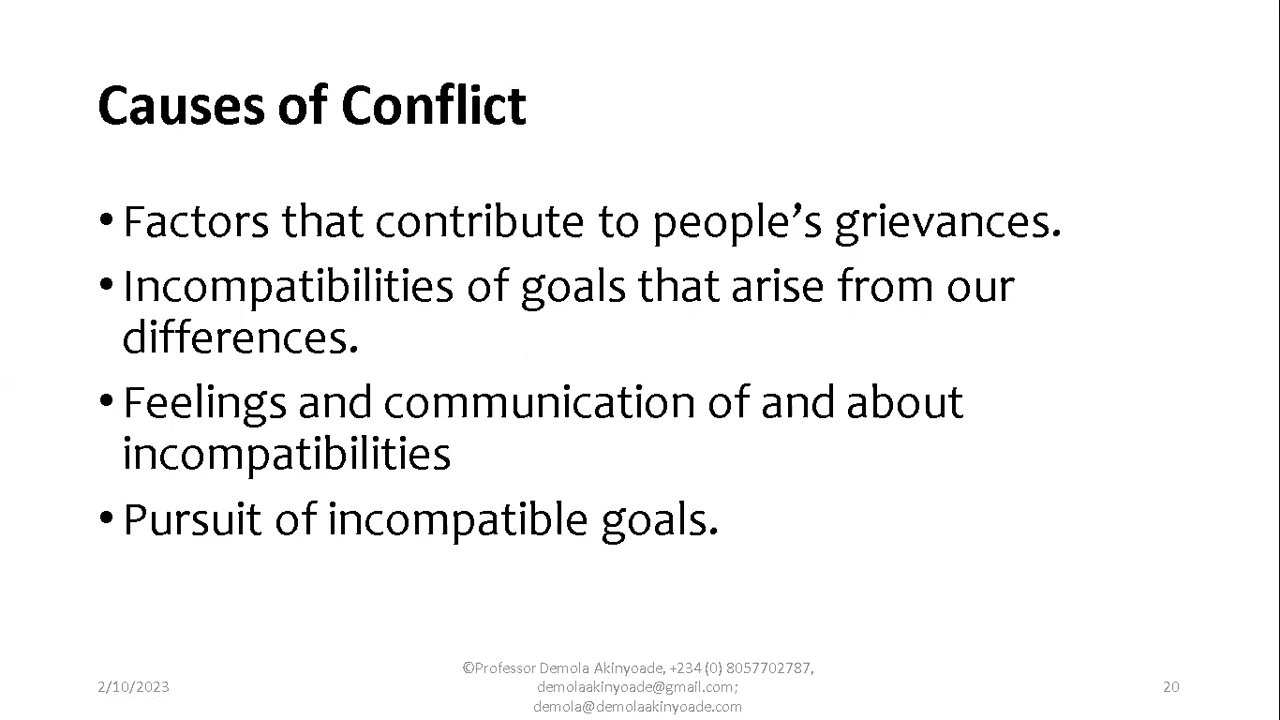 Causes of Conflict
• Factors that contribute to people’s grievances.
• Incompatibilities of goals that arise from our
differences.
• Feelings and communication of and about
incompatibilities
• Pursuit of incompatible goals.
2/10/2023
©Professor Demola Akinyoade, +234 (0) 8057702787,
demolaakinyoade@gmail.com;
demola@demolaakinyoade.com
20